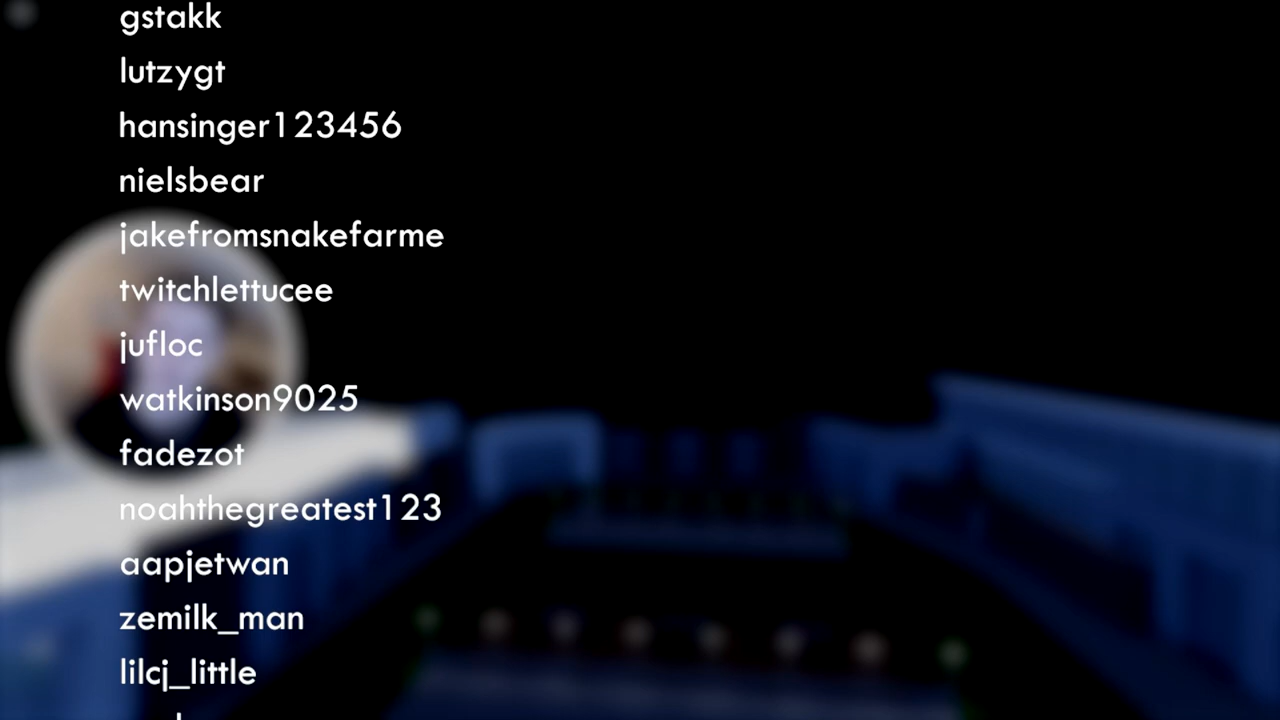 gstakk
lutzygt
hansinger123456
nielsbear
jakefromsnakefarme
twitchlettucee
jufloc
watkinson9025
fadezot
noahthegreatest123
aapjetwan
zemilk_man
lilcj_little